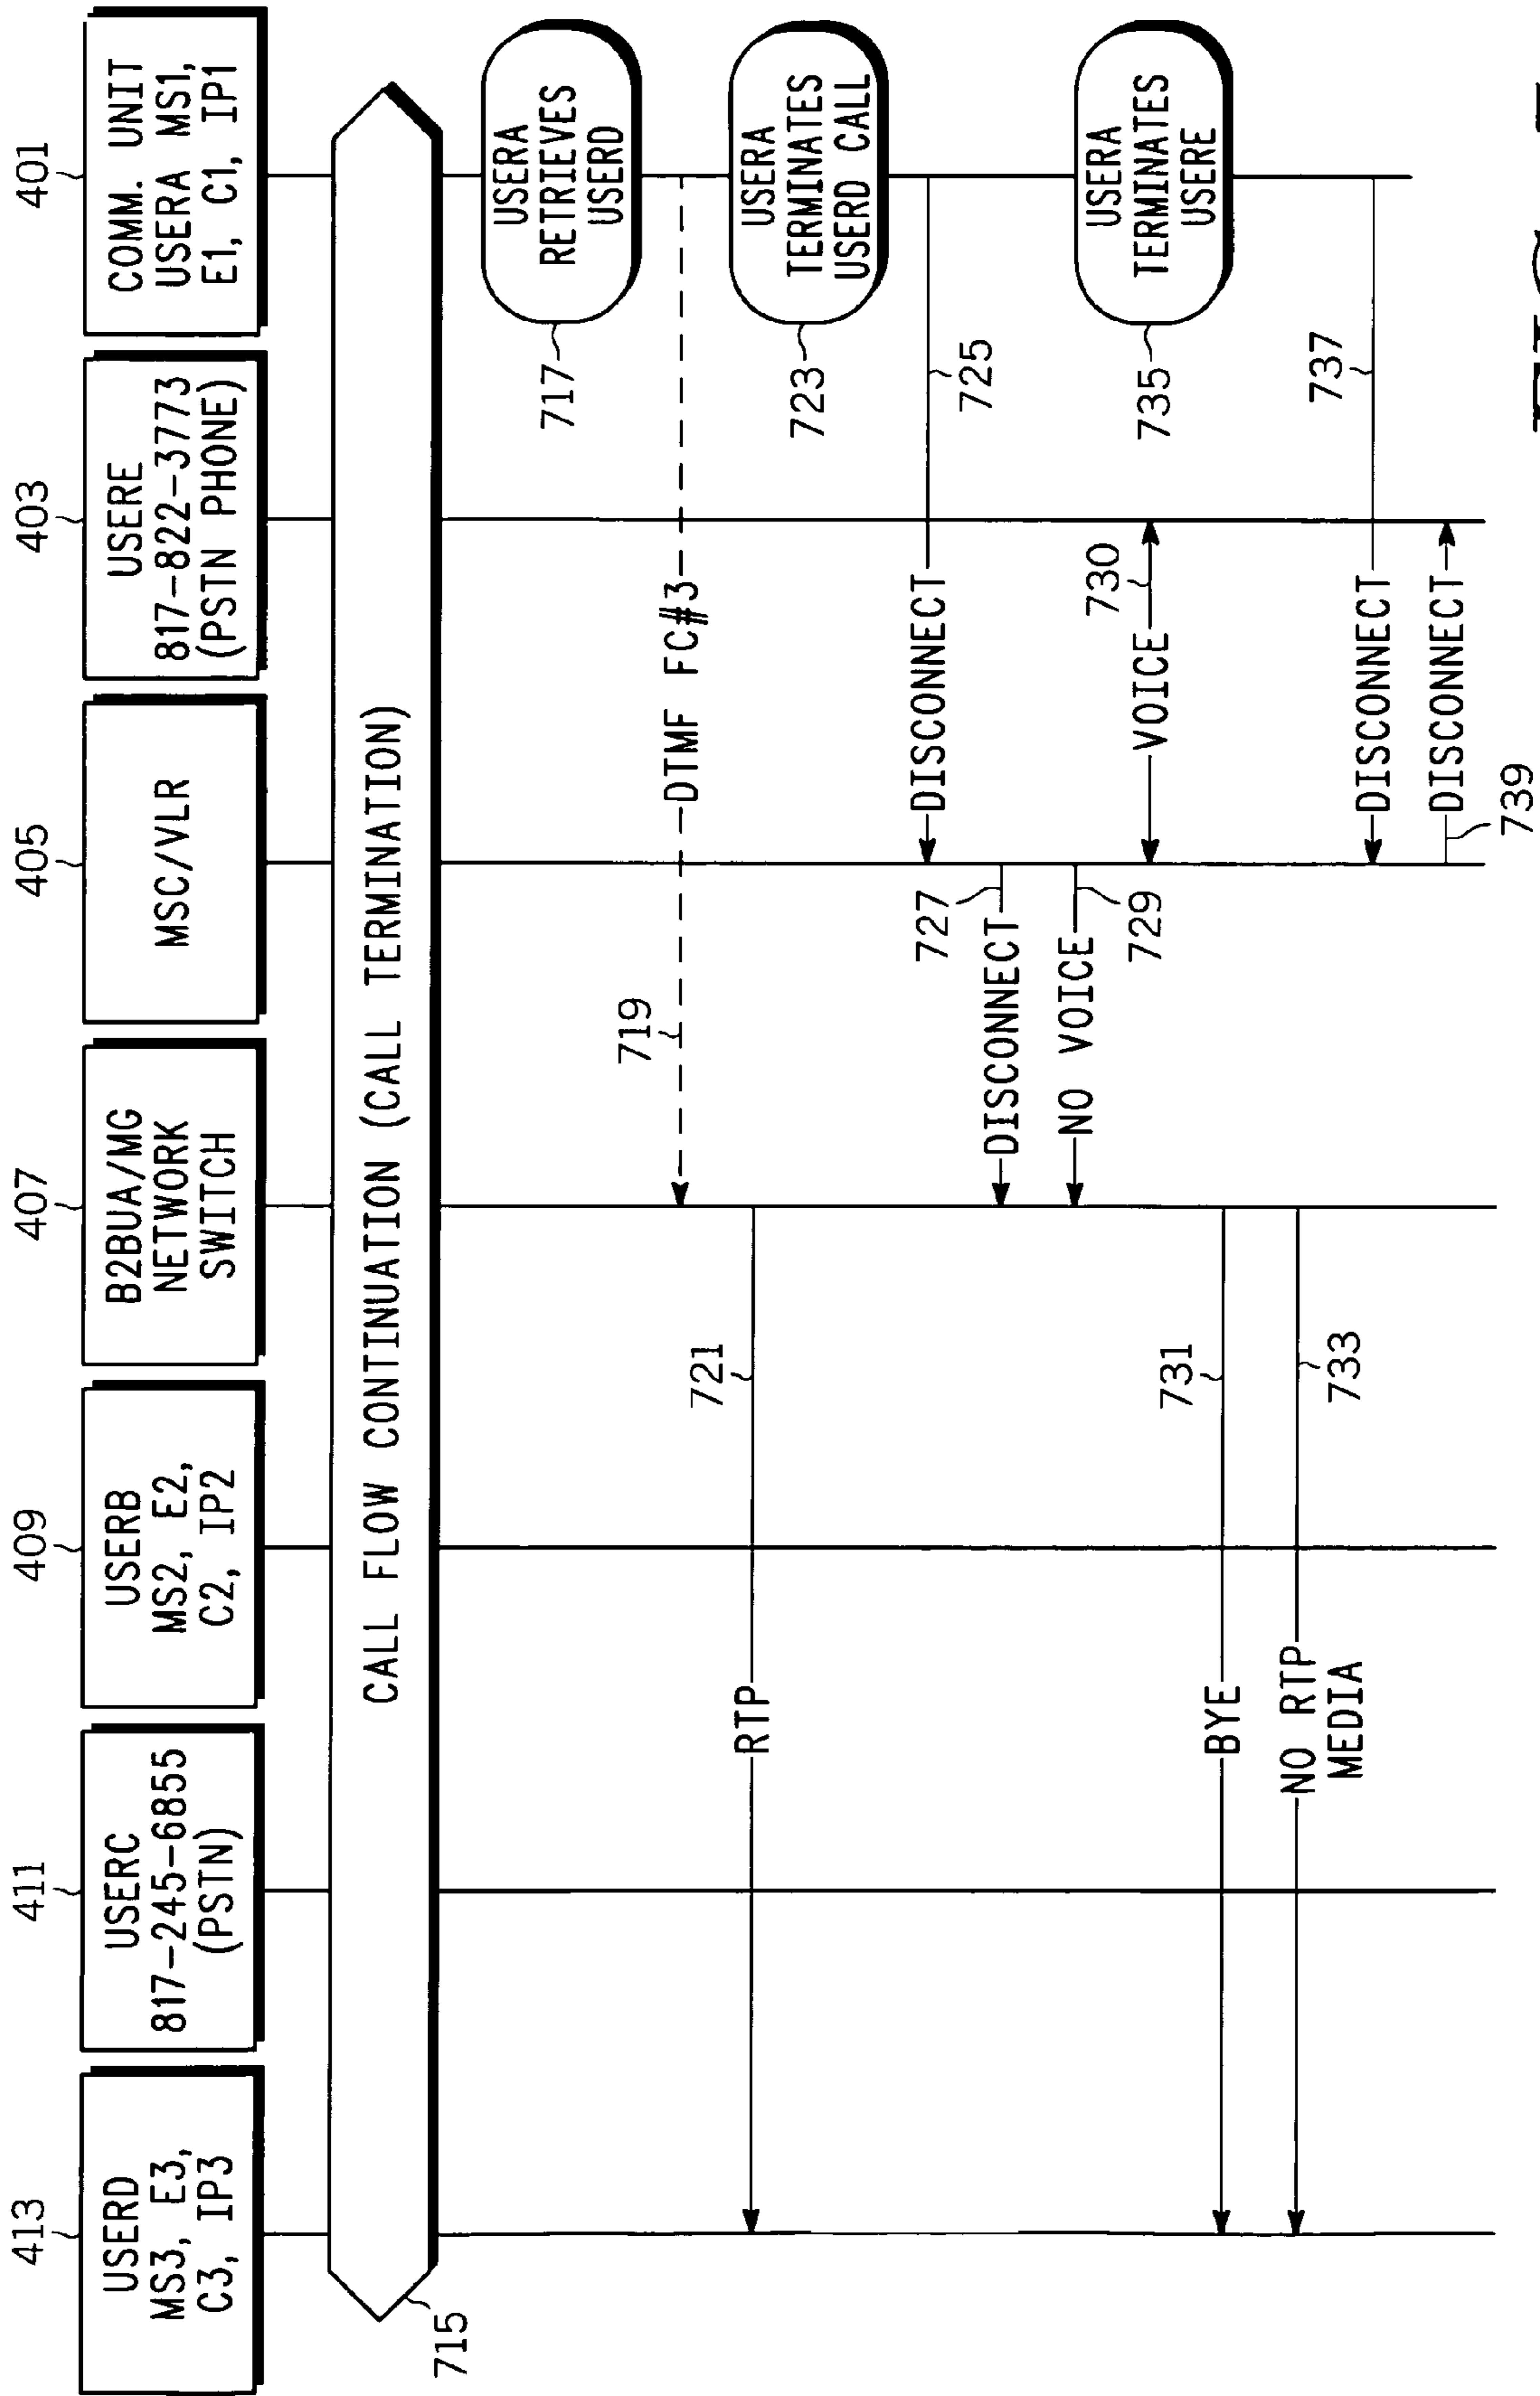 413
USERD
MS3, E3,
C3, IP3
411
USERC
817-245-6855
(PSTN)
409
USERB
MS2, E2,
C2, IP2
407
B2BUA/MG
NETWORK
SWITCH
405
MSC/VLR
403
USERE
817-822-3773
(PSTN PHONE)
401
COMM. UNIT
USERA MS1,
E1, C1, IP1
CALL FLOW CONTINUATION (CALL TERMINATION)
715
717
USERA
RETRIEVES
USERD
719
DTMF FC#3
721
RTP
723
USERA
TERMINATES
USERD CALL
DISCONNECT
725
727
DISCONNECT
NO VOICE
729
730
VOICE
735
USERA
TERMINATES
USERE
731
BYE
NO RTP
MEDIA
733
737
DISCONNECT
DISCONNECT
739